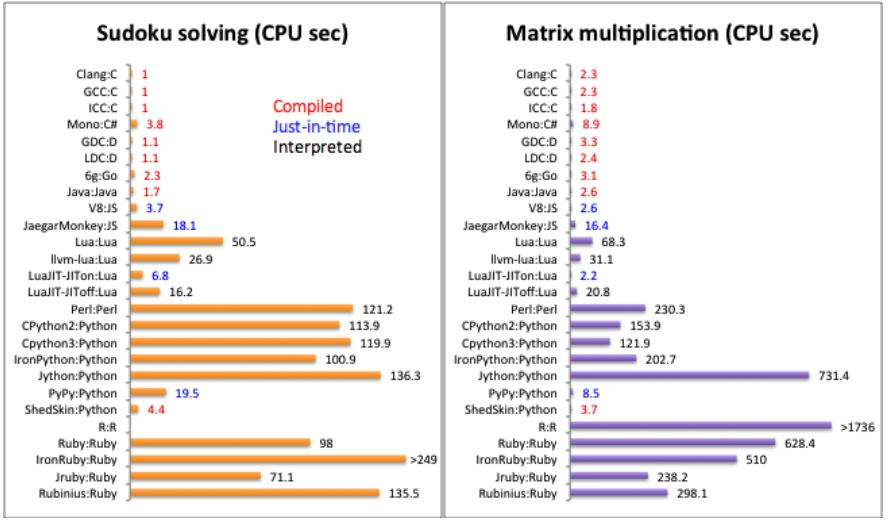 Sudoku solving (CPU sec)
Clang:C 1
GCC:C 1
ICC:C 1
Mono:C# 3.8
GDC:D 1.1
LDC:D 1.1
6g:Go 2.3
Java:Java 1.7
V8:JS 3.7
JaegarMonkey:JS 18.1
Lua:Lua 50.5
llvm-lua:Lua 26.9
LuaJIT-JITon:Lua 6.8
LuaJIT-JIToff:Lua 16.2
Perl:Perl 121.2
CPython2:Python 113.9
Cpython3:Python 119.9
IronPython:Python 100.9
Jython:Python 136.3
PyPy:Python 19.5
ShedSkin:Python 4.4
R:R
Ruby:Ruby 98
IronRuby:Ruby >249
Jruby:Ruby 71.1
Rubinius:Ruby 135.5
Compiled
Just-in-time
Interpreted
Matrix multiplication (CPU sec)
Clang:C 2.3
GCC:C 2.3
ICC:C 1.8
Mono:C# 8.9
GDC:D 3.3
LDC:D 2.4
6g:Go 3.1
Java:Java 2.6
V8:JS 2.6
JaegarMonkey:JS 16.4
Lua:Lua 68.3
llvm-lua:Lua 31.1
LuaJIT-JITon:Lua 2.2
LuaJIT-JIToff:Lua 20.8
Perl:Perl 230.3
CPython2:Python 153.9
Cpython3:Python 121.9
IronPython:Python 202.7
Jython:Python 731.4
PyPy:Python 8.5
ShedSkin:Python 3.7
R:R >1736
Ruby:Ruby 628.4
IronRuby:Ruby 510
Jruby:Ruby 238.2
Rubinius:Ruby 298.1